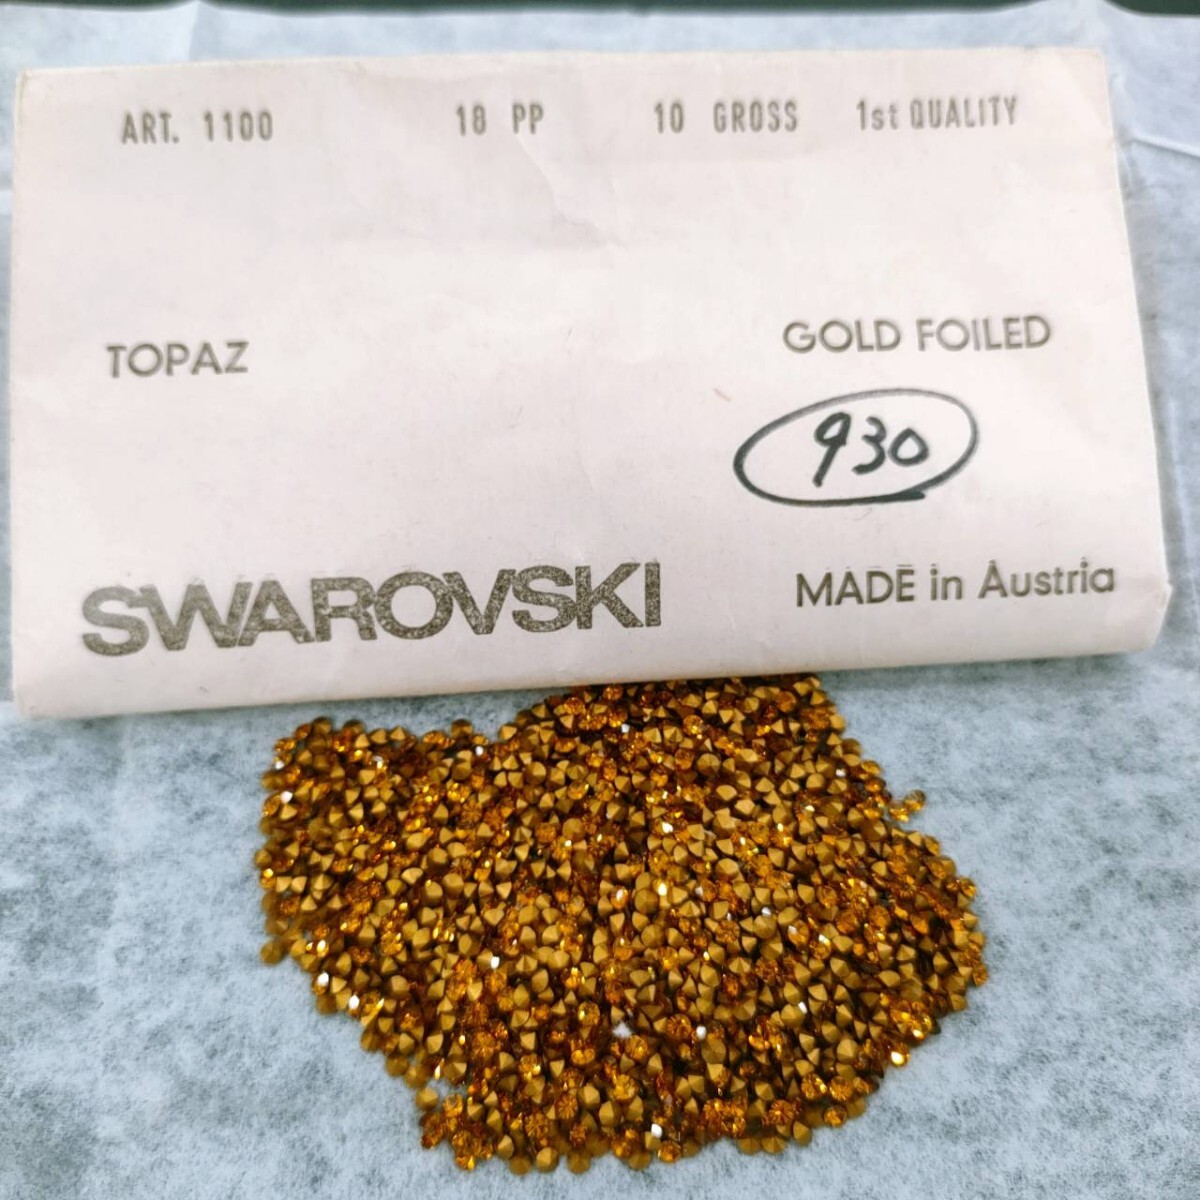 ART. 1100 18 PP 10 GROSS 1st QUALITY
TOPAZ GOLD FOILED
930
SWAROVSKI MADE in Austria